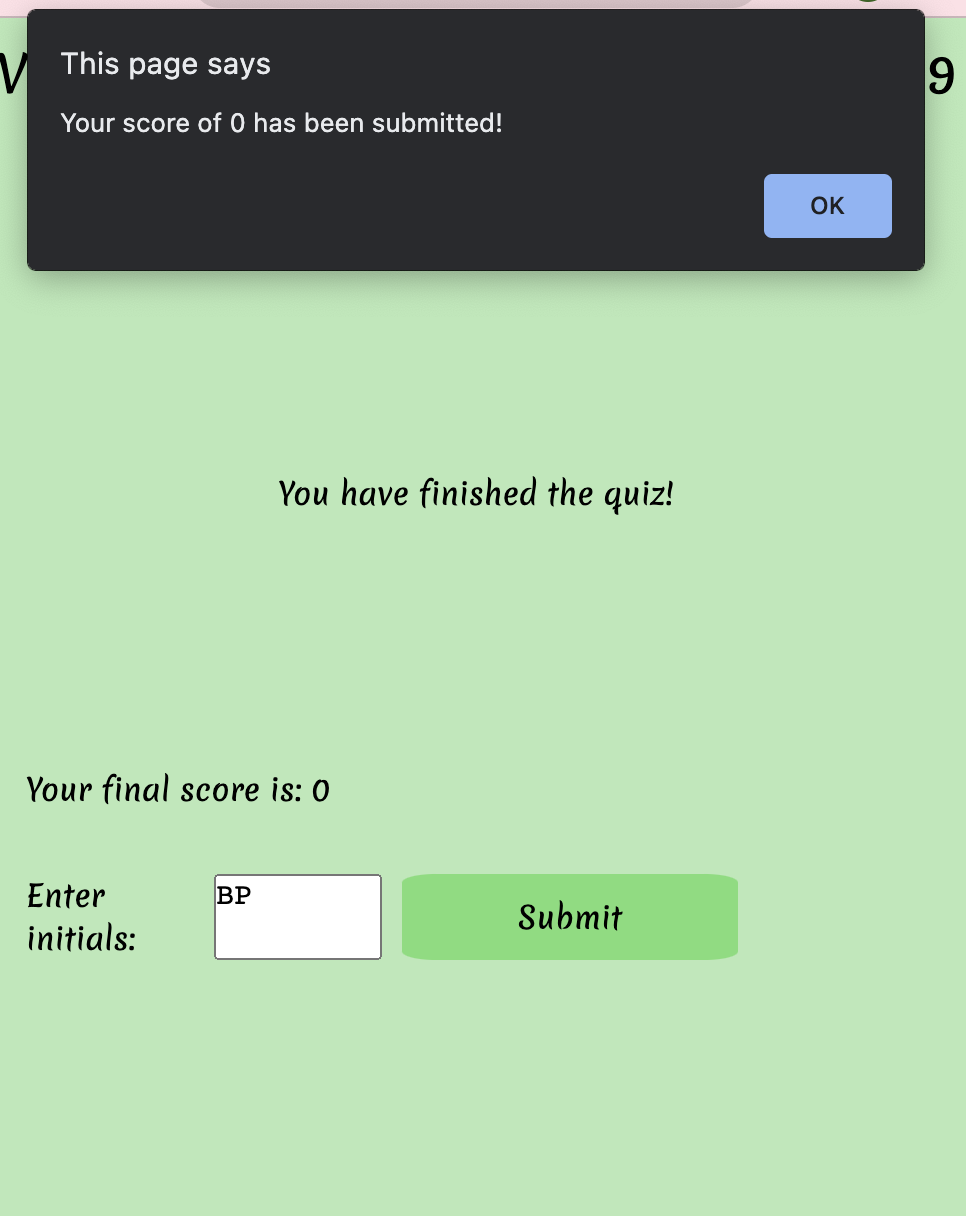 This page says
Your score of 0 has been submitted!
OK
9
You have finished the quiz!
Your final score is: 0
Enter
initials:
BP
Submit